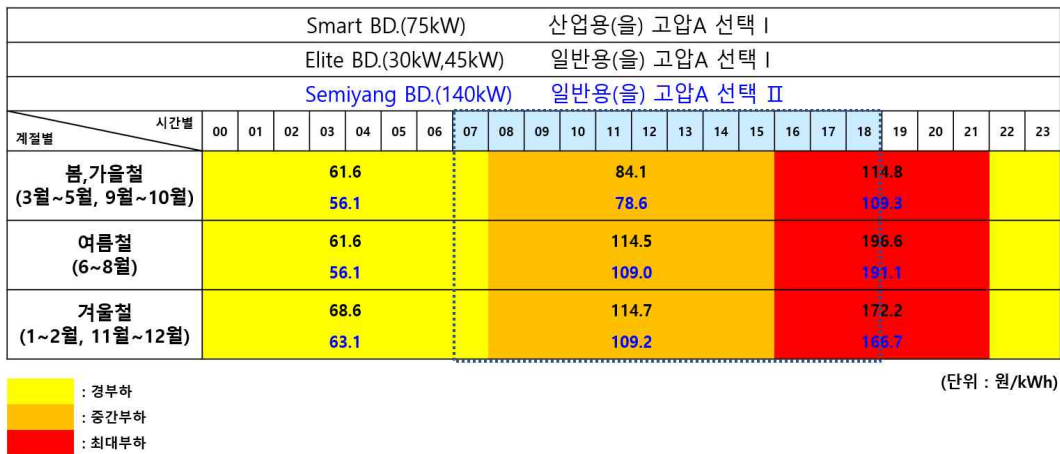 Smart BD.(75kW) 산업용(을) 고압A 선택 I
Elite BD.(30kW,45kW) 일반용(을) 고압A 선택 I
Semiyang BD.(140kW) 일반용(을) 고압A 선택 Ⅱ
시간별
계절별
00 01 02 03 04 05 06 07 08 09 10 11 12 13 14 15 16 17 18 19 20 21 22 23
봄,가을철
(3월~5월, 9월~10월)
61.6 84.1 114.8
56.1 78.6 109.3
여름철
(6~8월)
61.6 114.5 196.6
56.1 109.0 191.1
겨울철
(1~2월, 11월~12월)
68.6 114.7 172.2
63.1 109.2 166.7
(단위 : 원/kWh)
: 경부하
: 중간부하
: 최대부하